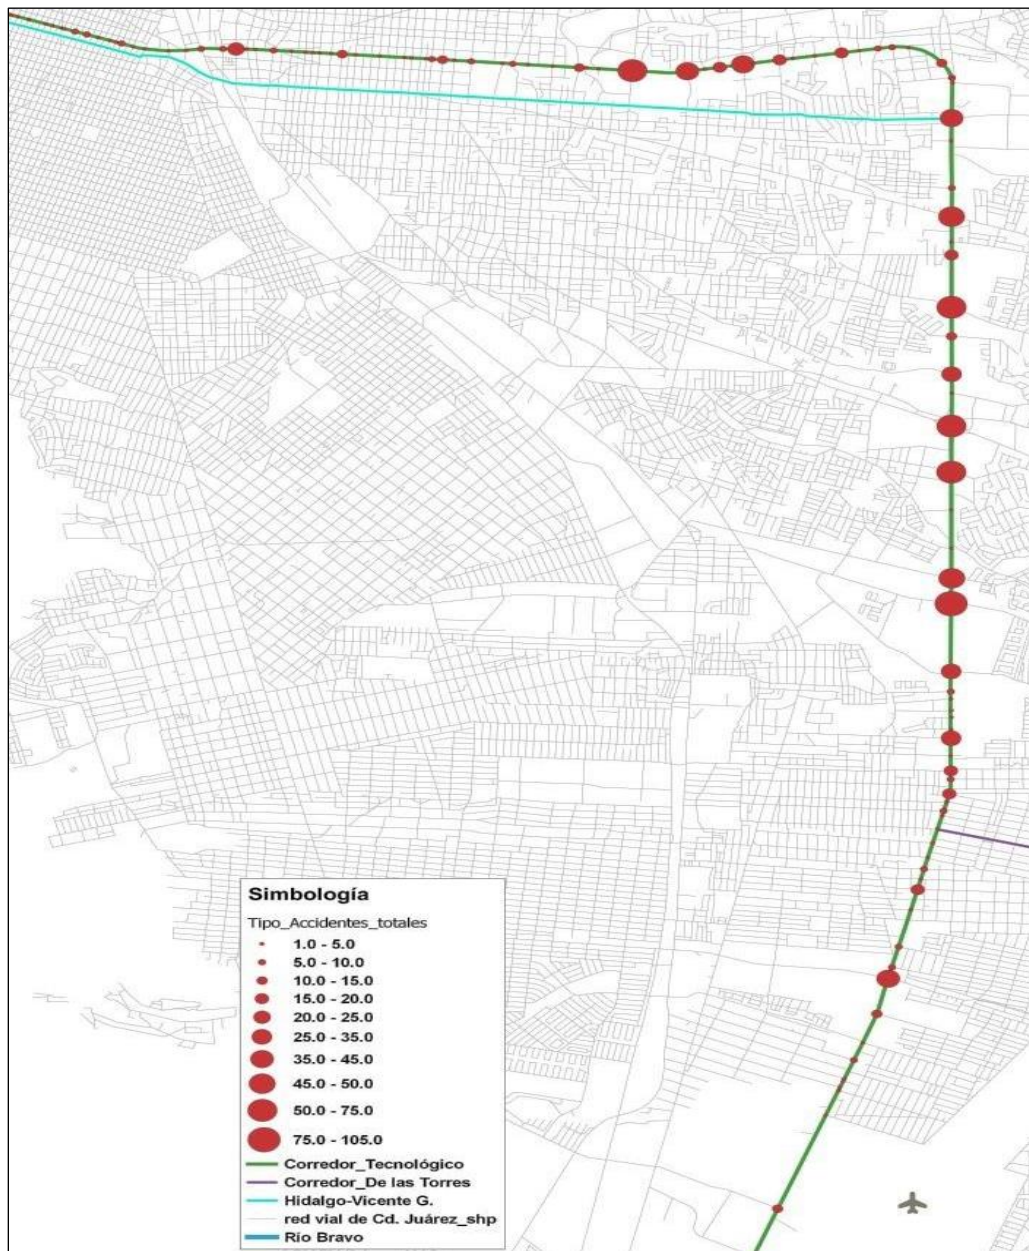 Simbología
Tipo_Accidentes_totales
1.0 - 5.0
5.0 - 10.0
10.0 - 15.0
15.0 - 20.0
20.0 - 25.0
25.0 - 35.0
35.0 - 45.0
45.0 - 50.0
50.0 - 75.0
75.0 - 105.0
Corredor_Tecnológico
Corredor_De las Torres
Hidalgo-Vicente G.
red vial de Cd. Juárez_shp
Río Bravo